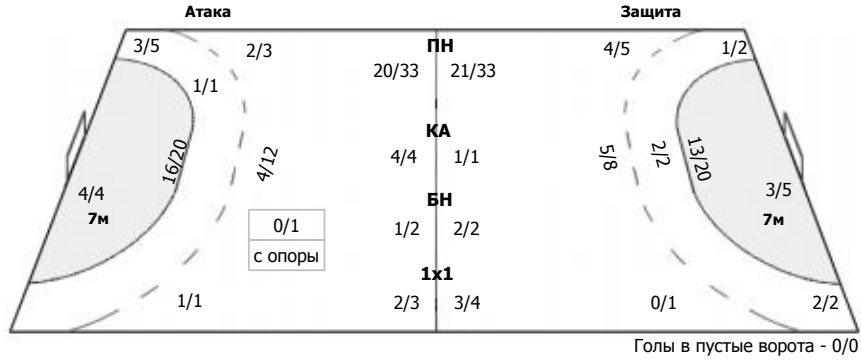 Атака Защита
3/5 2/3 ПН 4/5 1/2
20/33 21/33
1/1
КА
16/20 4/12 4/4 1/1 5/8 2/2 13/20
4/4 3/5
7м БН 7м
0/1 1/2 2/2
с опоры
1х1
1/1 2/3 3/4 0/1 2/2
Голы в пустые ворота - 0/0